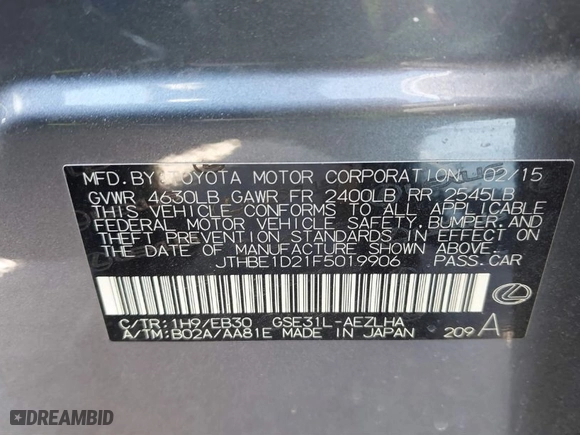 MFD.BY TOYOTA MOTOR CORPORATION 02/15
GVWR 4630LB GAWR FR 2400LB RR 2545LB
THIS VEHICLE CONFORMS TO ALL APPLICABLE
FEDERAL MOTOR VEHICLE SAFETY,BUMPER,AND
THEFT PREVENTION STANDARDS IN EFFECT ON
THE DATE OF MANUFACTURE SHOWN ABOVE.
JTHBE1D21F5019906 PASS.CAR
C/TR:1H9/EB30 GSE31L-AEZLHA
A/TM:B02A/AA81E MADE IN JAPAN 209 A
DREAMBID